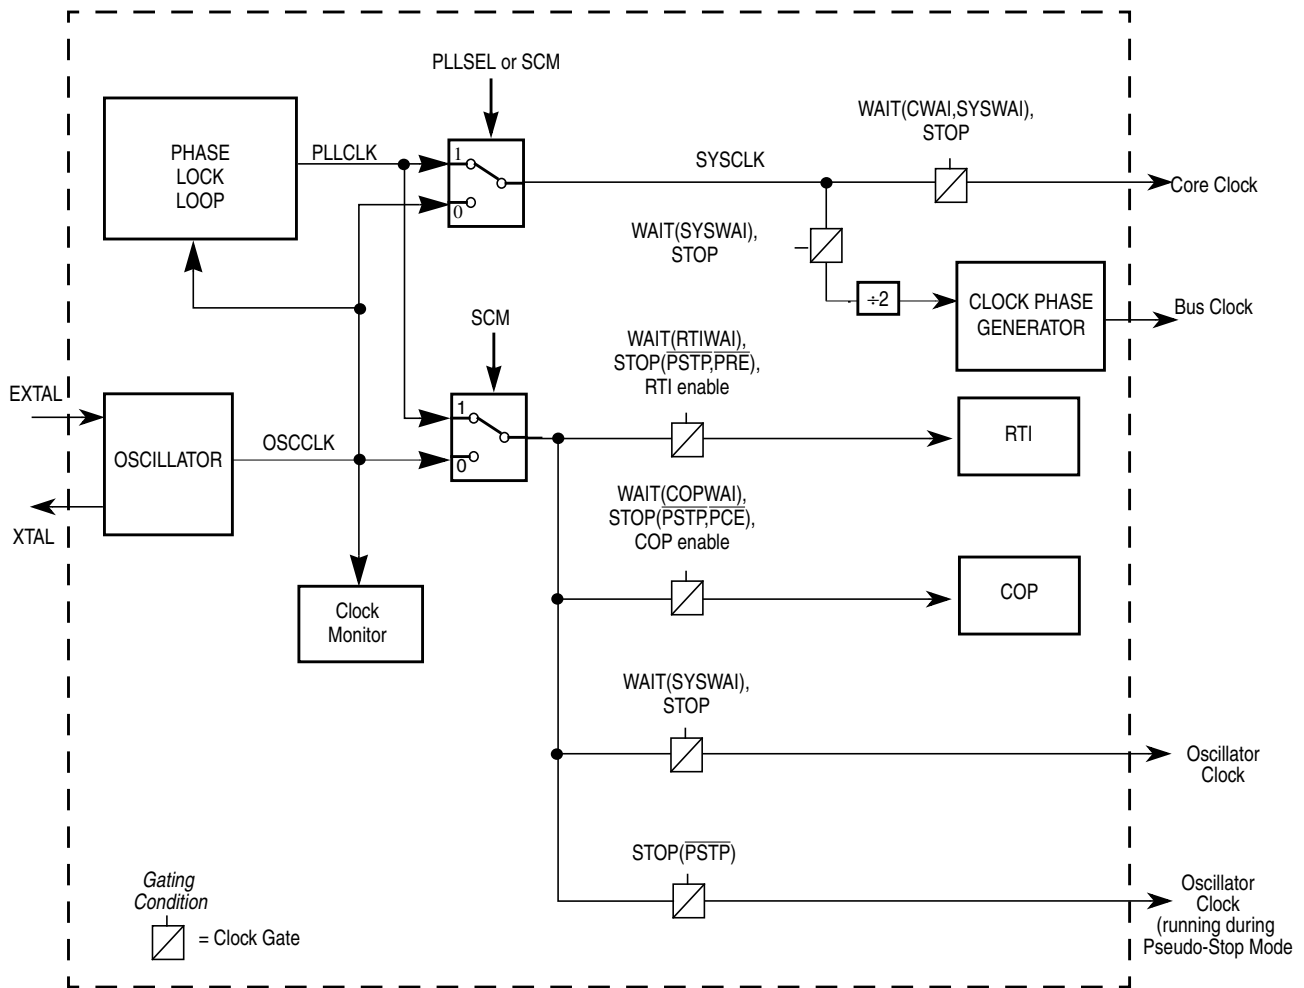 PLLSEL or SCM
WAIT(CWAI,SYSWAI),
STOP
PHASE
LOCK
LOOP
PLLCLK
1
0
SYSCLK
Core Clock
WAIT(SYSWAI),
STOP
÷2
CLOCK PHASE
GENERATOR
Bus Clock
SCM
WAIT(RTIWAI),
STOP(PSTP,PRE),
RTI enable
EXTAL
OSCILLATOR
OSCCLK
1
0
RTI
XTAL
WAIT(COPWAI),
STOP(PSTP,PCE),
COP enable
COP
Clock
Monitor
WAIT(SYSWAI),
STOP
Oscillator
Clock
STOP(PSTP)
Oscillator
Clock
(running during
Pseudo-Stop Mode
Gating
Condition
= Clock Gate